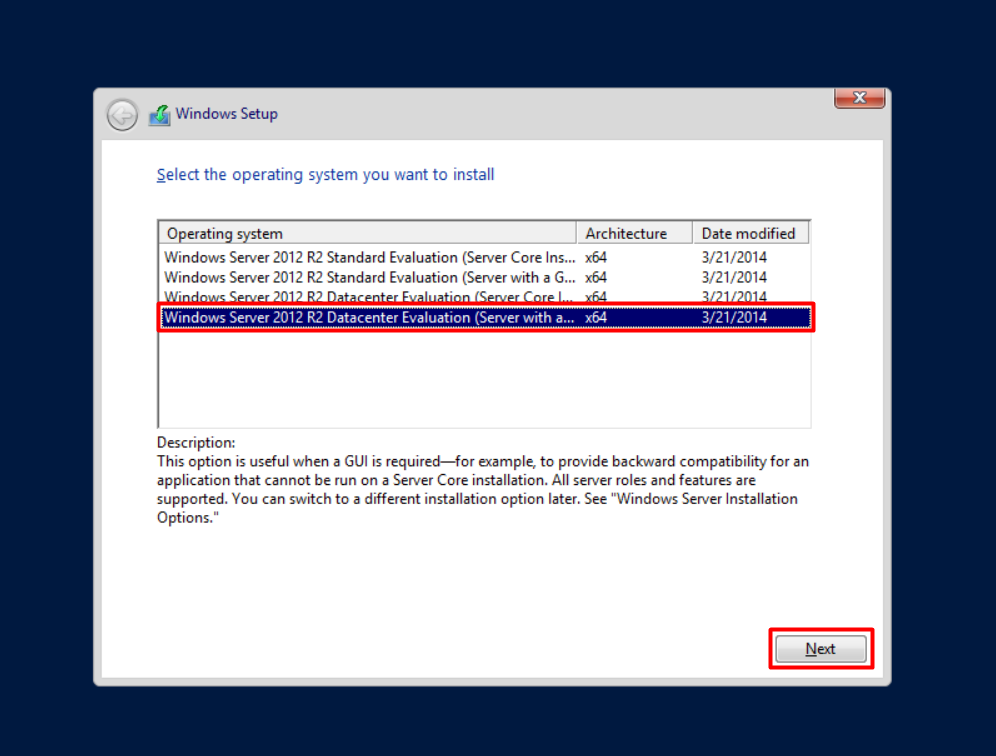 Windows Setup
Select the operating system you want to install
Operating system Architecture Date modified
Windows Server 2012 R2 Standard Evaluation (Server Core Ins... x64 3/21/2014
Windows Server 2012 R2 Standard Evaluation (Server with a G... x64 3/21/2014
Windows Server 2012 R2 Datacenter Evaluation (Server Core I... x64 3/21/2014
Windows Server 2012 R2 Datacenter Evaluation (Server with a... x64 3/21/2014
Description:
This option is useful when a GUI is required—for example, to provide backward compatibility for an
application that cannot be run on a Server Core installation. All server roles and features are
supported. You can switch to a different installation option later. See "Windows Server Installation
Options."
Next